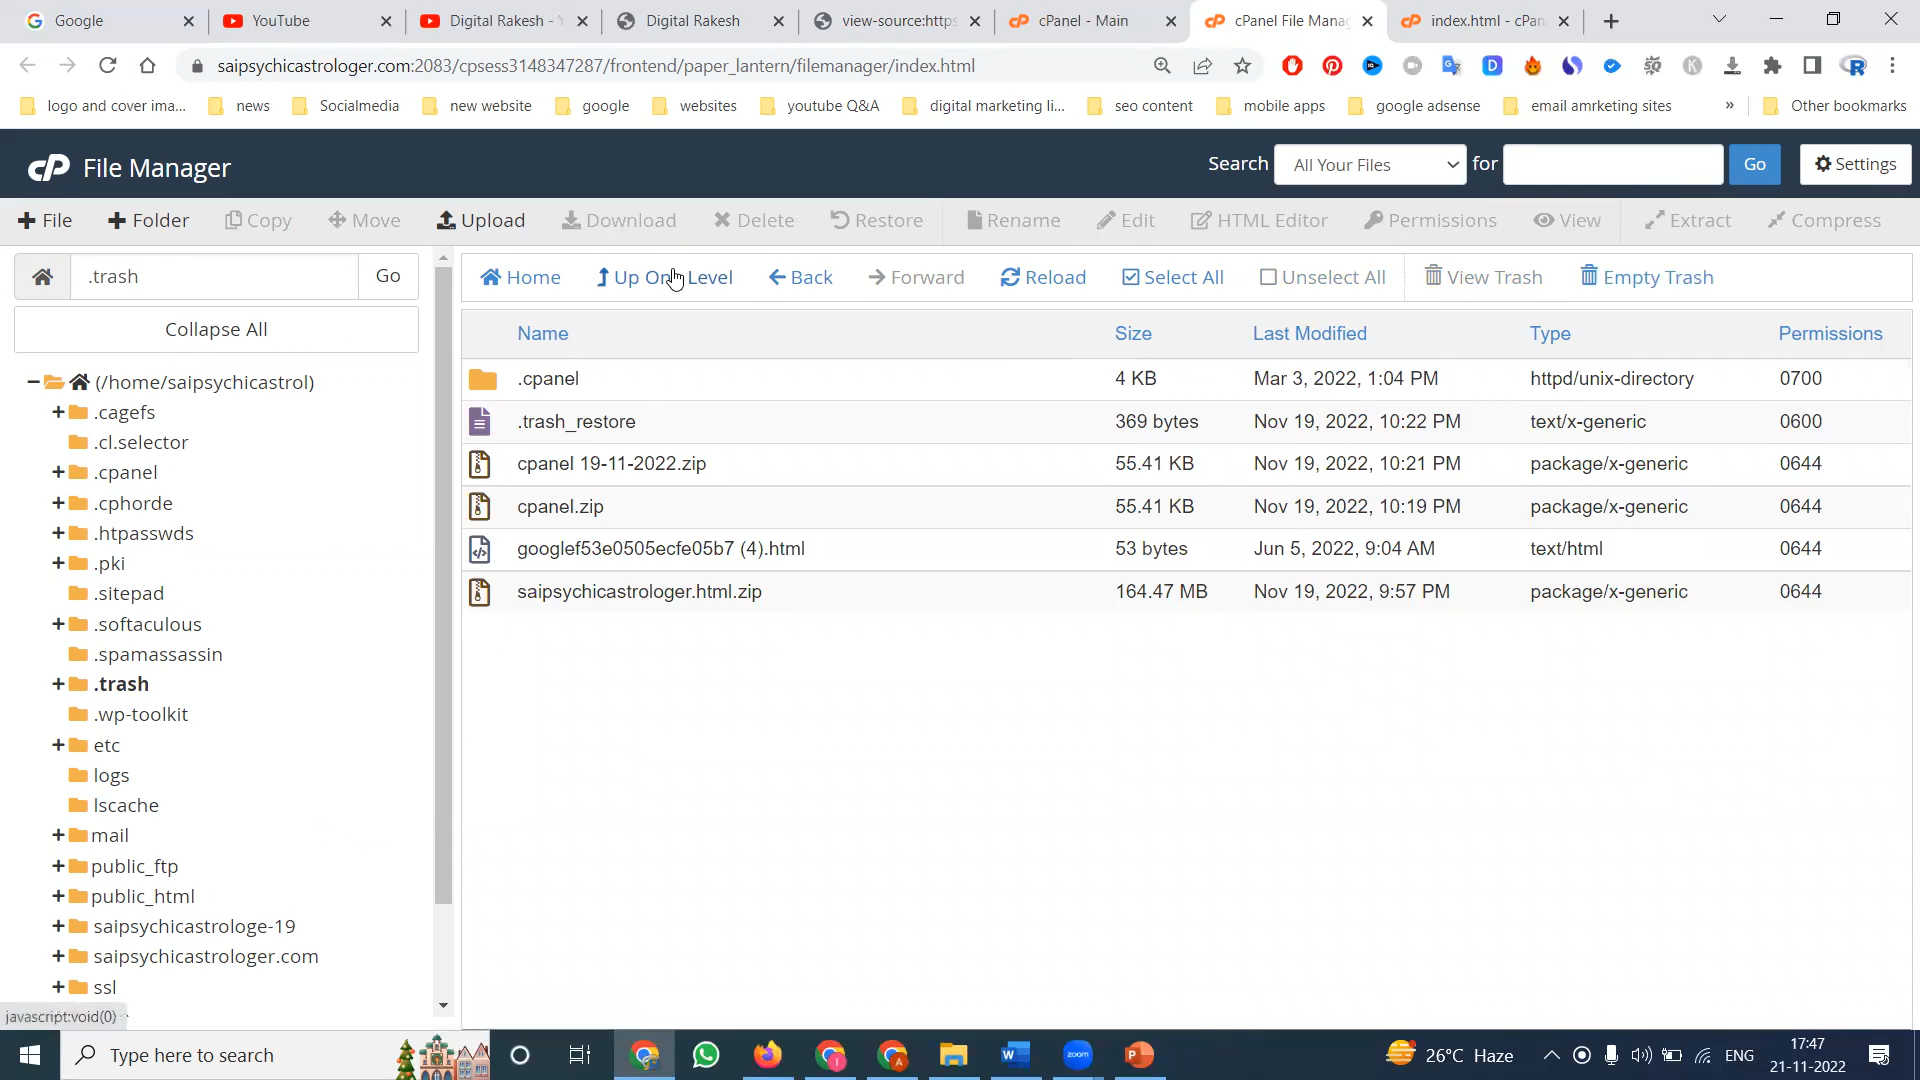 Google
YouTube
Digital Rakesh -
Digital Rakesh
view-source:https
cPanel - Main
cPanel File Mana
index.html - cPan
saipsychicastrologer.com:2083/cpsess3148347287/frontend/paper_lantern/filemanager/index.html
logo and cover ima...
news
Socialmedia
new website
google
websites
youtube Q&A
digital marketing li...
seo content
mobile apps
google adsense
email amrketing sites
»
Other bookmarks
cP File Manager
Search All Your Files for Go Settings
File Folder Copy Move Upload Download Delete Restore Rename Edit HTML Editor Permissions View Extract Compress
.trash Go
Home Up One Level Back Forward Reload Select All Unselect All View Trash Empty Trash
Collapse All
(/home/saipsychicastrol)
.cagefs
.cl.selector
.cpanel
.cphorde
.htpasswds
.pki
.sitepad
.softaculous
.spamassassin
.trash
.wp-toolkit
etc
logs
lscache
mail
public_ftp
public_html
saipsychicastrologe-19
saipsychicastrologer.com
ssl
javascript:void(0)
Name Size Last Modified Type Permissions
.cpanel 4 KB Mar 3, 2022, 1:04 PM httpd/unix-directory 0700
.trash_restore 369 bytes Nov 19, 2022, 10:22 PM text/x-generic 0600
cpanel 19-11-2022.zip 55.41 KB Nov 19, 2022, 10:21 PM package/x-generic 0644
cpanel.zip 55.41 KB Nov 19, 2022, 10:19 PM package/x-generic 0644
googlef53e0505ecfe05b7 (4).html 53 bytes Jun 5, 2022, 9:04 AM text/html 0644
saipsychicastrologer.html.zip 164.47 MB Nov 19, 2022, 9:57 PM package/x-generic 0644
Type here to search
zoom
26°C Haze
ENG
17:47
21-11-2022